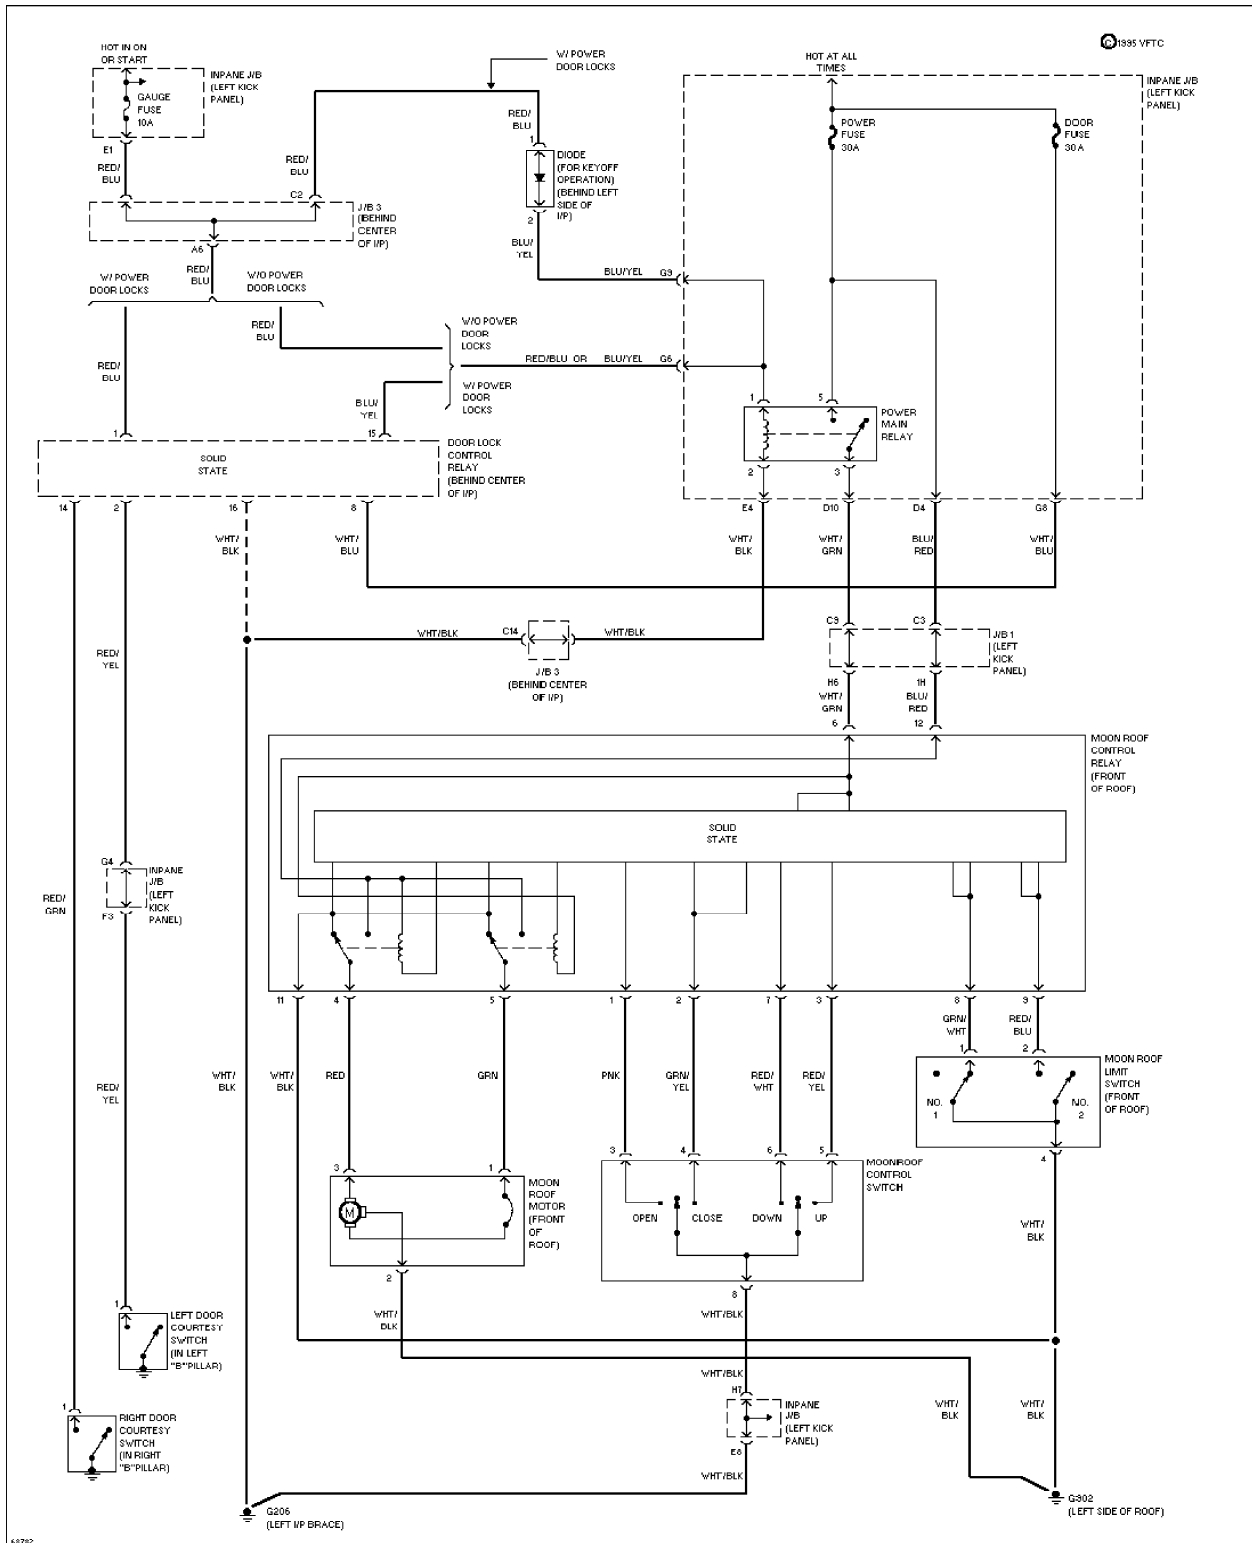 HOT IN ON
OR START
GAUGE
FUSE
10A
INPANE J/B
(LEFT KICK
PANEL)
E1
RED/
BLU
RED/
BLU
C2
J/B 3
(BEHIND
CENTER
OF I/P)
A6
RED/
BLU
W/ POWER
DOOR LOCKS
W/O POWER
DOOR LOCKS
W/ POWER
DOOR LOCKS
RED/
BLU
1
DIODE
(FOR KEYOFF
OPERATION)
(BEHIND LEFT
SIDE OF
I/P)
2
BLU/
YEL
BLU/YEL
G9
HOT AT ALL
TIMES
© 1995 VFTC
INPANE J/B
(LEFT KICK
PANEL)
POWER
FUSE
30A
DOOR
FUSE
30A
RED/
BLU
RED/
BLU
W/O POWER
DOOR
LOCKS
RED/BLU OR BLU/YEL
G6
W/ POWER
DOOR
LOCKS
BLU/
YEL
1
5
POWER
MAIN
RELAY
2
3
1
15
SOLID
STATE
DOOR LOCK
CONTROL
RELAY
(BEHIND CENTER
OF I/P)
14
2
16
8
E4
D10
D4
G8
WHT/
BLK
WHT/
BLU
WHT/
BLK
WHT/
GRN
BLU/
RED
WHT/
BLU
WHT/BLK
C14
WHT/BLK
J/B 3
(BEHIND CENTER
OF I/P)
C9
C3
J/B 1
(LEFT
KICK
PANEL)
H6
1H
WHT/
GRN
BLU/
RED
6
12
RED/
YEL
MOON ROOF
CONTROL
RELAY
(FRONT
OF ROOF)
SOLID
STATE
G4
INPANE
J/B
(LEFT
KICK
PANEL)
F3
RED/
GRN
11
4
5
1
2
7
3
8
9
GRN/
WHT
RED/
BLU
1
2
MOON ROOF
LIMIT
SWITCH
(FRONT
OF ROOF)
NO.
1
NO.
2
4
RED/
YEL
WHT/
BLK
WHT/
BLK
RED
GRN
PNK
GRN/
YEL
RED/
WHT
RED/
YEL
3
1
3
4
6
5
MOON
ROOF
MOTOR
(FRONT
OF
ROOF)
M
MOONROOF
CONTROL
SWITCH
OPEN
CLOSE
DOWN
UP
2
8
WHT/
BLK
WHT/
BLK
WHT/BLK
1
LEFT DOOR
COURTESY
SWITCH
(IN LEFT
"B"PILLAR)
WHT/BLK
H7
INPANE
J/B
(LEFT KICK
PANEL)
E8
WHT/BLK
WHT/
BLK
WHT/
BLK
1
RIGHT DOOR
COURTESY
SWITCH
(IN RIGHT
"B"PILLAR)
G206
(LEFT I/P BRACE)
G302
(LEFT SIDE OF ROOF)